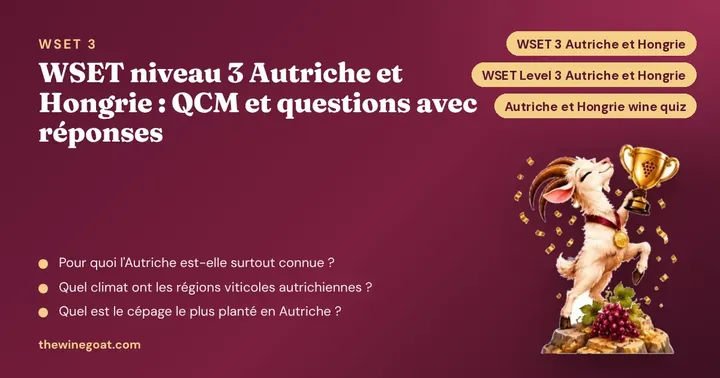 WSET 3
WSET niveau 3 Autriche et
Hongrie : QCM et questions avec
réponses
WSET 3 Autriche et Hongrie
WSET Level 3 Autriche et Hongrie
Autriche et Hongrie wine quiz
Pour quoi l'Autriche est-elle surtout connue ?
Quel climat ont les régions viticoles autrichiennes ?
Quel est le cépage le plus planté en Autriche ?
thewinegoat.com